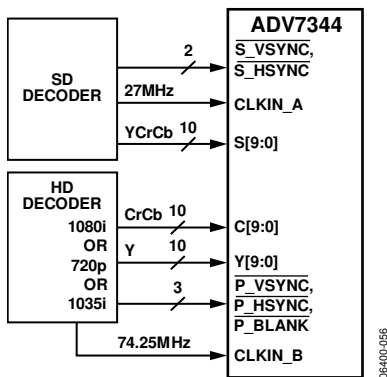 ADV7344
SD
DECODER
2
S_VSYNC,
S_HSYNC
27MHz
CLKIN_A
YCrCb 10
S[9:0]
HD
DECODER
1080i
OR
720p
OR
1035i
CrCb 10
C[9:0]
Y 10
Y[9:0]
3
P_VSYNC,
P_HSYNC,
P_BLANK
74.25MHz
CLKIN_B
06400-056